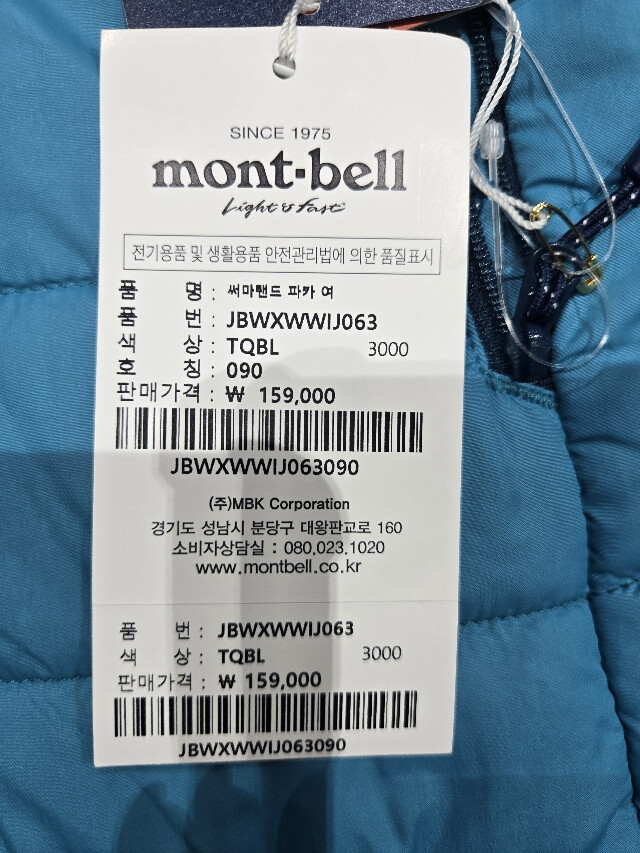 SINCE 1975
mont-bell
Light & Fast
전기용품 및 생활용품 안전관리법에 의한 품질표시
품 명 : 써마랜드 파카 여
품 번 : JBWXWWIJ063
색 상 : TQBL 3000
호 칭 : 090
판매가격 : ₩ 159,000
JBWXWWIJ063090
(주)MBK Corporation
경기도 성남시 분당구 대왕판교로 160
소비자상담실 : 080.023.1020
www.montbell.co.kr
품 번 : JBWXWWIJ063
색 상 : TQBL 3000
판매가격 : ₩ 159,000
JBWXWWIJ063090